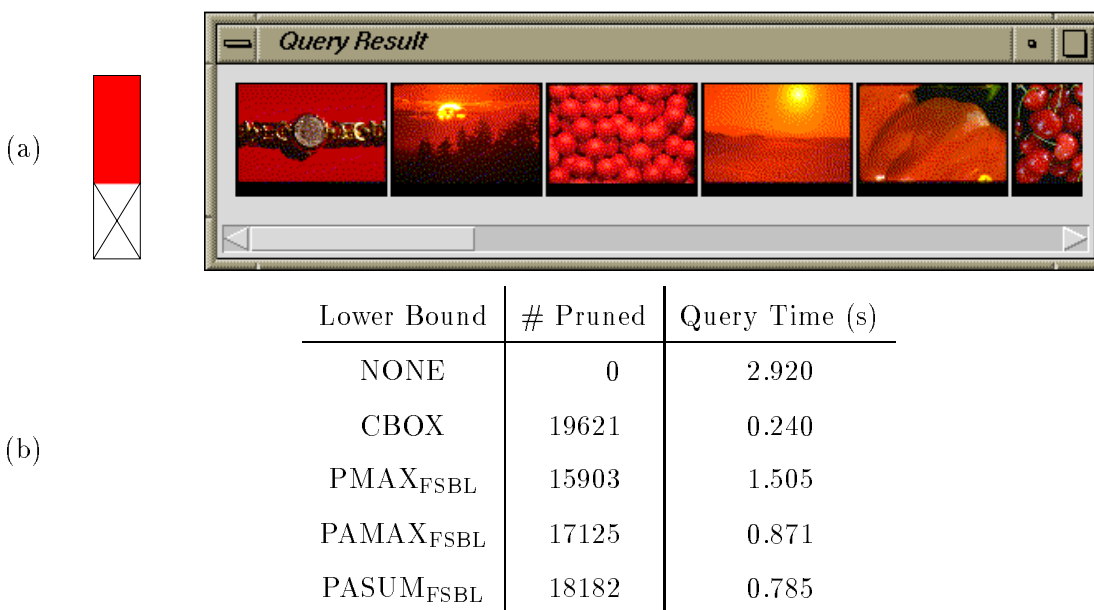 Query Result
(a)
Lower Bound # Pruned Query Time (s)
NONE 0 2.920
CBOX 19621 0.240
(b)
PMAX_FSBL 15903 1.505
PAMAX_FSBL 17125 0.871
PASUM_FSBL 18182 0.785